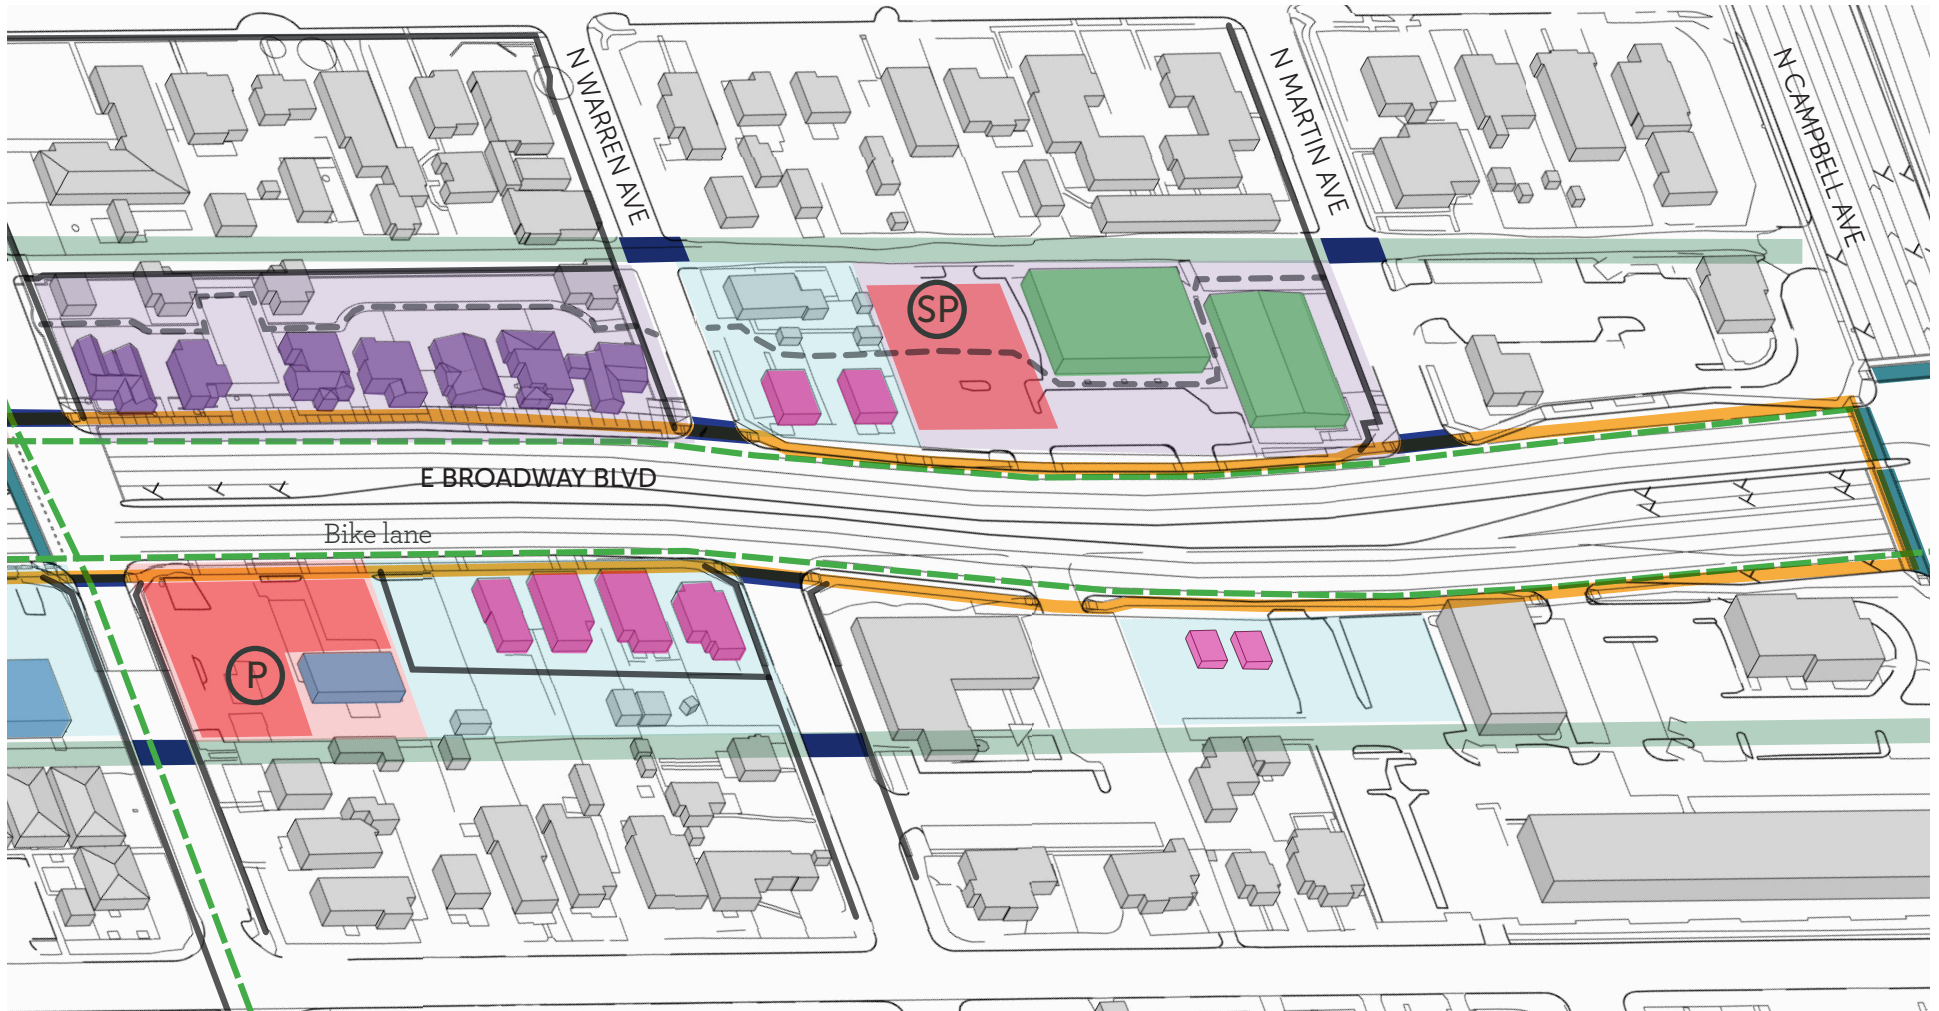 N WARREN AVE
N MARTIN AVE
N CAMPBELL AVE
SP
E BROADWAY BLVD
Bike lane
P